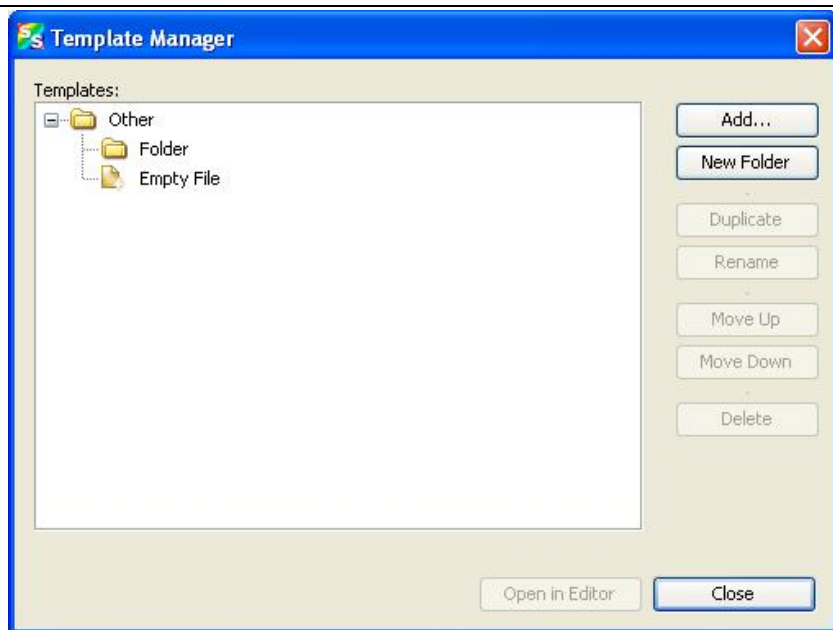 Template Manager
Templates:
Other
Folder
Empty File
Add...
New Folder
Duplicate
Rename
Move Up
Move Down
Delete
Open in Editor
Close